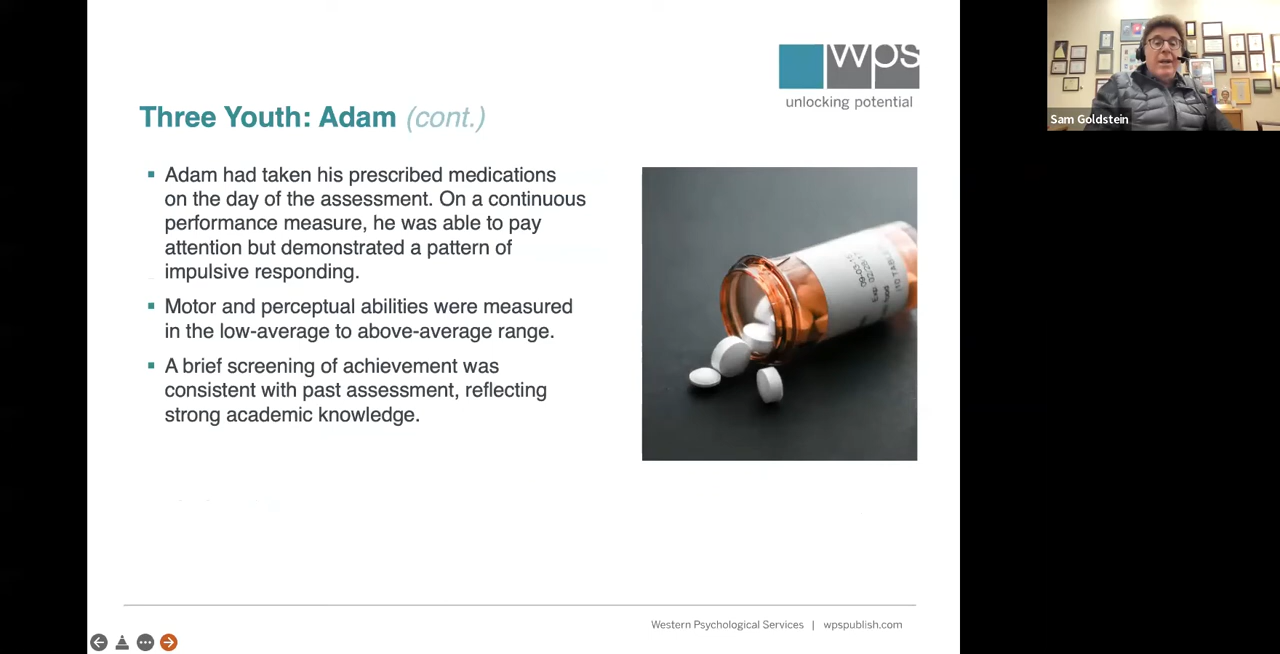 wps
unlocking potential
Sam Goldstein
Three Youth: Adam (cont.)
▪ Adam had taken his prescribed medications
on the day of the assessment. On a continuous
performance measure, he was able to pay
attention but demonstrated a pattern of
impulsive responding.
▪ Motor and perceptual abilities were measured
in the low-average to above-average range.
▪ A brief screening of achievement was
consistent with past assessment, reflecting
strong academic knowledge.
Western Psychological Services | wpspublish.com